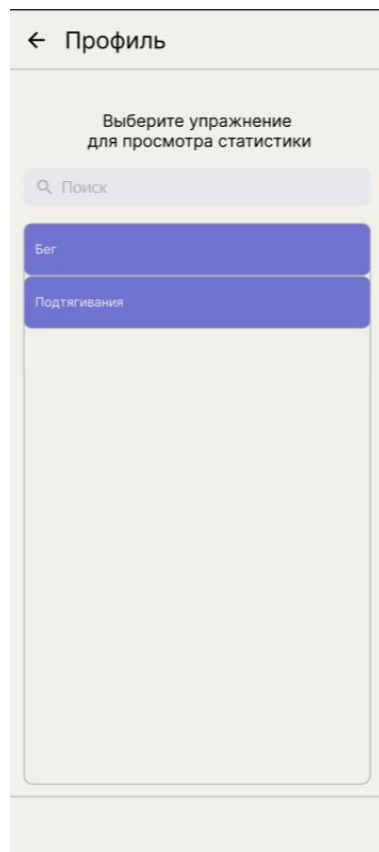 Профиль
Выберите упражнение
для просмотра статистики
Поиск
Бег
Подтягивания